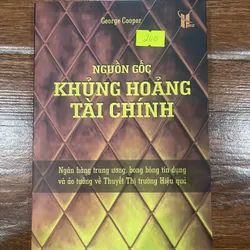 George Cooper
260
NGUỒN GỐC
KHỦNG HOẢNG
TÀI CHÍNH
Ngân hàng trung ương, bong bóng tín dụng
và ảo tưởng về Thuyết Thị trường Hiệu quả